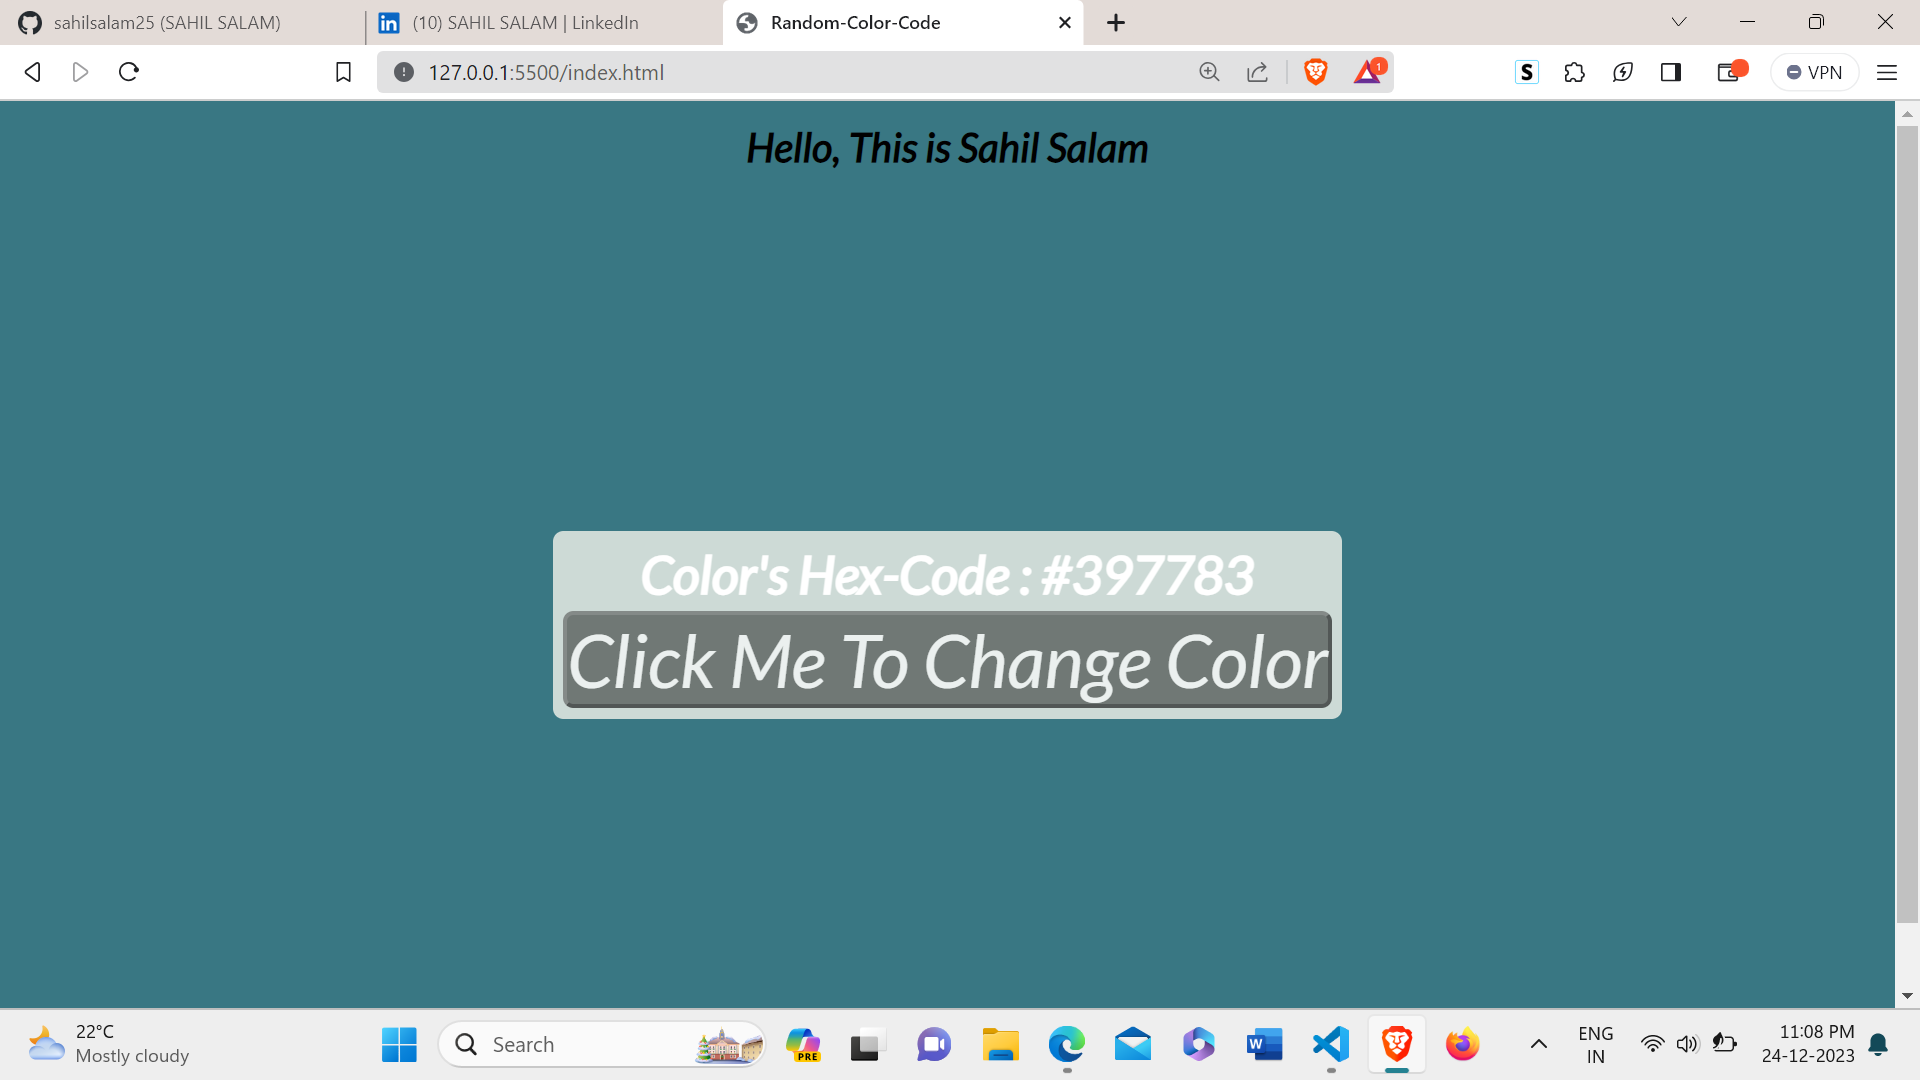 sahilsalam25 (SAHIL SALAM)
(10) SAHIL SALAM | LinkedIn
Random-Color-Code
127.0.0.1:5500/index.html
1
VPN
Hello, This is Sahil Salam
Color's Hex-Code : #397783
Click Me To Change Color
22°C
Mostly cloudy
Search
PRE
ENG
IN
11:08 PM
24-12-2023